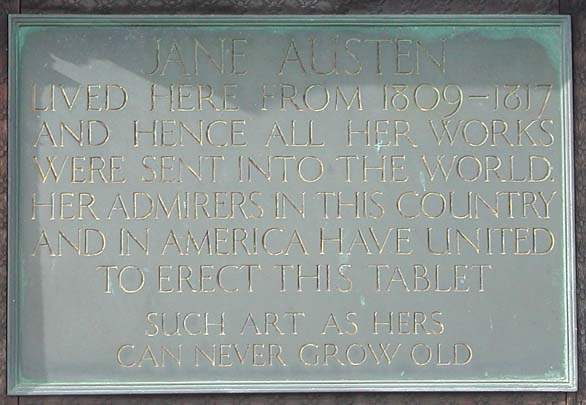 JANE AUSTEN
LIVED HERE FROM 1809–1817
AND HENCE ALL HER WORKS
WERE SENT INTO THE WORLD.
HER ADMIRERS IN THIS COUNTRY
AND IN AMERICA HAVE UNITED
TO ERECT THIS TABLET
SUCH ART AS HERS
CAN NEVER GROW OLD